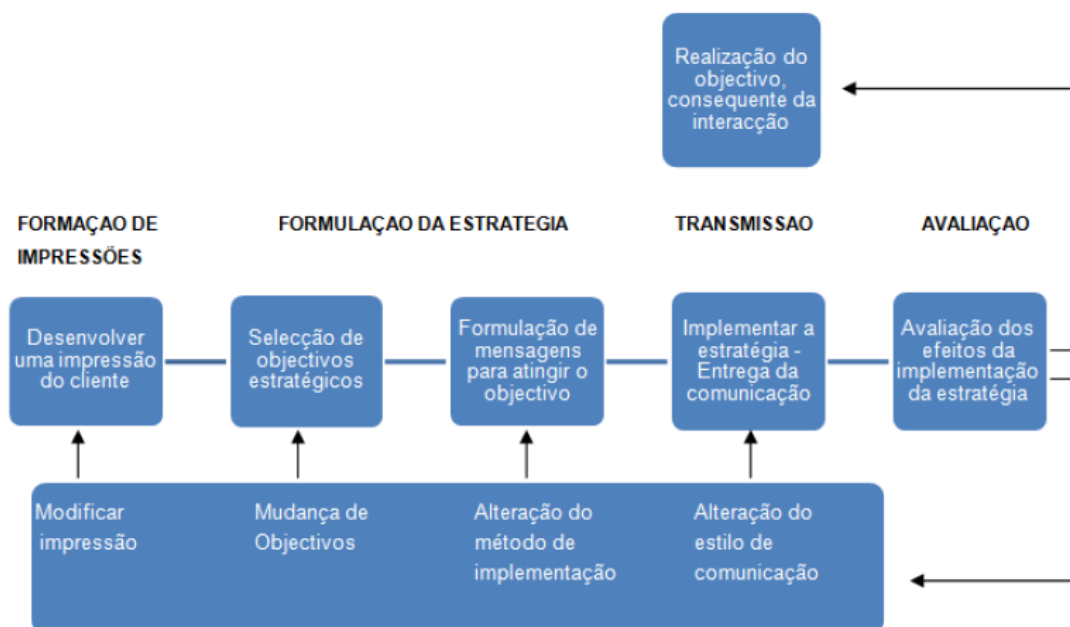 Realização do
objectivo,
consequente da
interacção
FORMAÇAO DE
IMPRESSÕES
FORMULAÇAO DA ESTRATEGIA
TRANSMISSAO
AVALIAÇAO
Desenvolver
uma impressão
do cliente
Selecção de
objectivos
estratégicos
Formulação de
mensagens
para atingir o
objectivo
Implementar a
estratégia -
Entrega da
comunicação
Avaliação dos
efeitos da
implementação
da estratégia
Modificar
impressão
Mudança de
Objectivos
Alteração do
método de
implementação
Alteração do
estilo de
comunicação